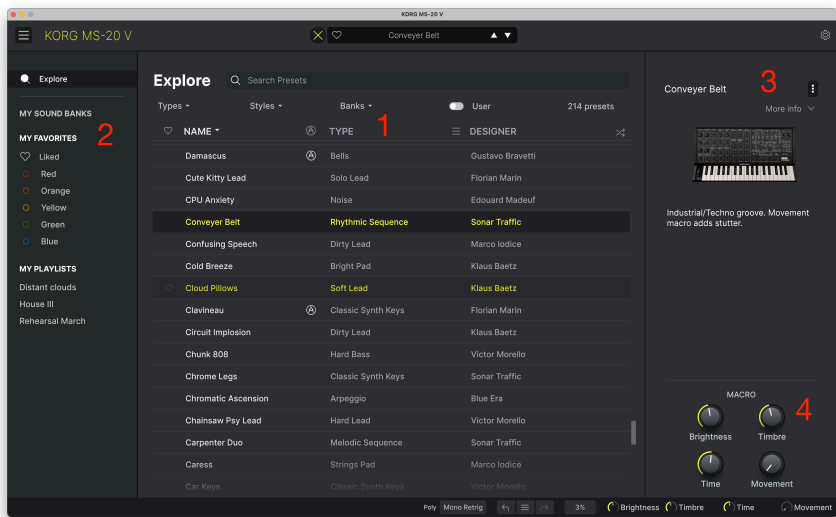 KORG MS-20 V
KORG MS-20 V
Conveyer Belt
Explore
MY SOUND BANKS
MY FAVORITES
2
Liked
Red
Orange
Yellow
Green
Blue
MY PLAYLISTS
Distant clouds
House III
Rehearsal March
Explore
Search Presets
Types
Styles
Banks
User
214 presets
1
NAME TYPE DESIGNER
Damascus Bells Gustavo Bravetti
Cute Kitty Lead Solo Lead Florian Marin
CPU Anxiety Noise Edouard Madeuf
Conveyer Belt Rhythmic Sequence Sonar Traffic
Confusing Speech Dirty Lead Marco Iodice
Cold Breeze Bright Pad Klaus Baetz
Cloud Pillows Soft Lead Klaus Baetz
Clavineau Classic Synth Keys Florian Marin
Circuit Implosion Dirty Lead Klaus Baetz
Chunk 808 Hard Bass Victor Morello
Chrome Legs Classic Synth Keys Sonar Traffic
Chromatic Ascension Arpeggio Blue Era
Chainsaw Psy Lead Hard Lead Victor Morello
Carpenter Duo Melodic Sequence Sonar Traffic
Caress Strings Pad Marco Iodice
Car Keys Classic Synth Keys Victor Morello
3
Conveyer Belt
More info
Industrial/Techno groove. Movement
macro adds stutter.
MACRO
4
Brightness Timbre
Time Movement
Poly Mono Retrig 3% Brightness Timbre Time Movement